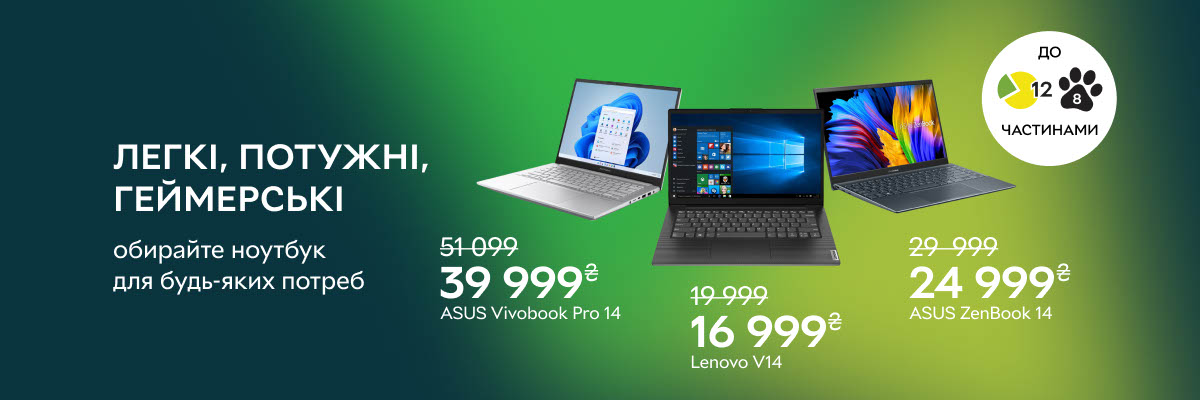 ЛЕГКІ, ПОТУЖНІ,
ГЕЙМЕРСЬКІ
обирайте ноутбук
для будь-яких потреб
51 099
39 999₴
ASUS Vivobook Pro 14
19 999
16 999₴
Lenovo V14
29 999
24 999₴
ASUS ZenBook 14
ДО
12 8
ЧАСТИНАМИ
Lenovo